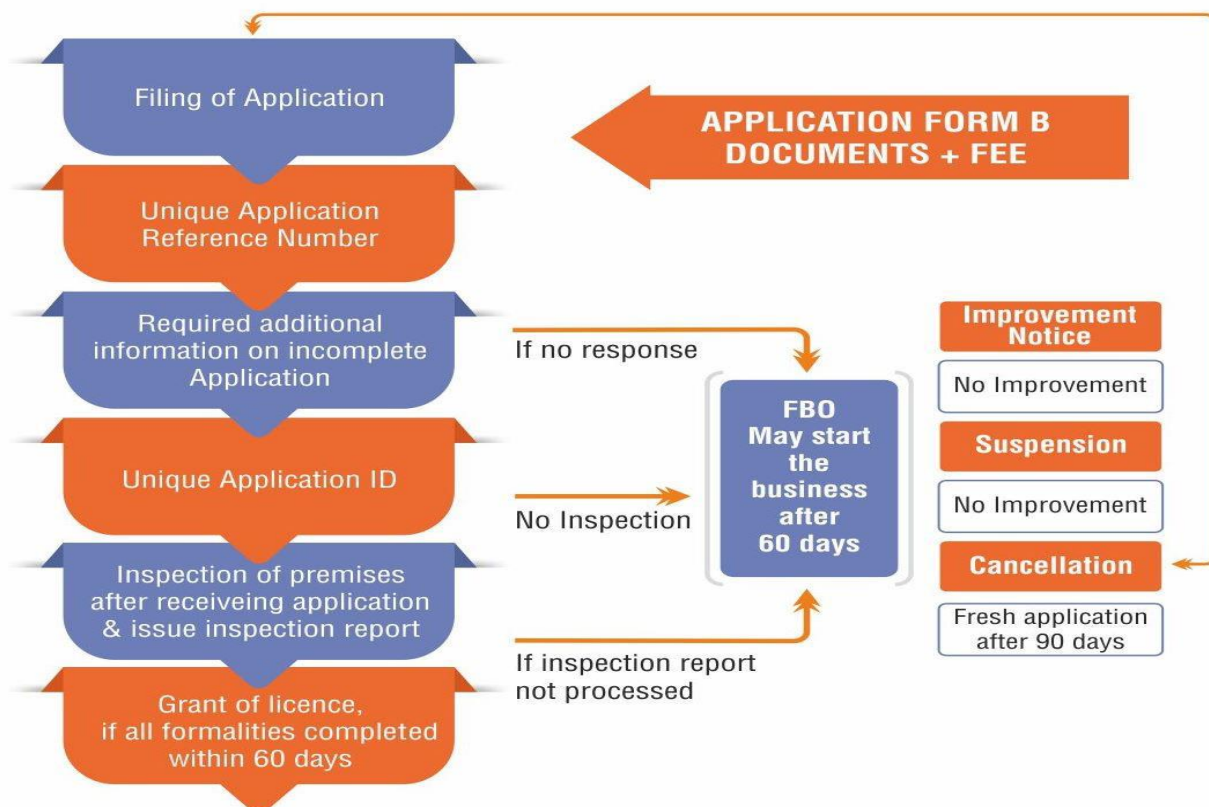 Filing of Application
APPLICATION FORM B
DOCUMENTS + FEE
Unique Application
Reference Number
Required additional
information on incomplete
Application
If no response
Unique Application ID
No Inspection
Inspection of premises
after receiveing application
& issue inspection report
If inspection report
not processed
Grant of licence,
if all formalities completed
within 60 days
FBO
May start
the
business
after
60 days
Improvement
Notice
No Improvement
Suspension
No Improvement
Cancellation
Fresh application
after 90 days